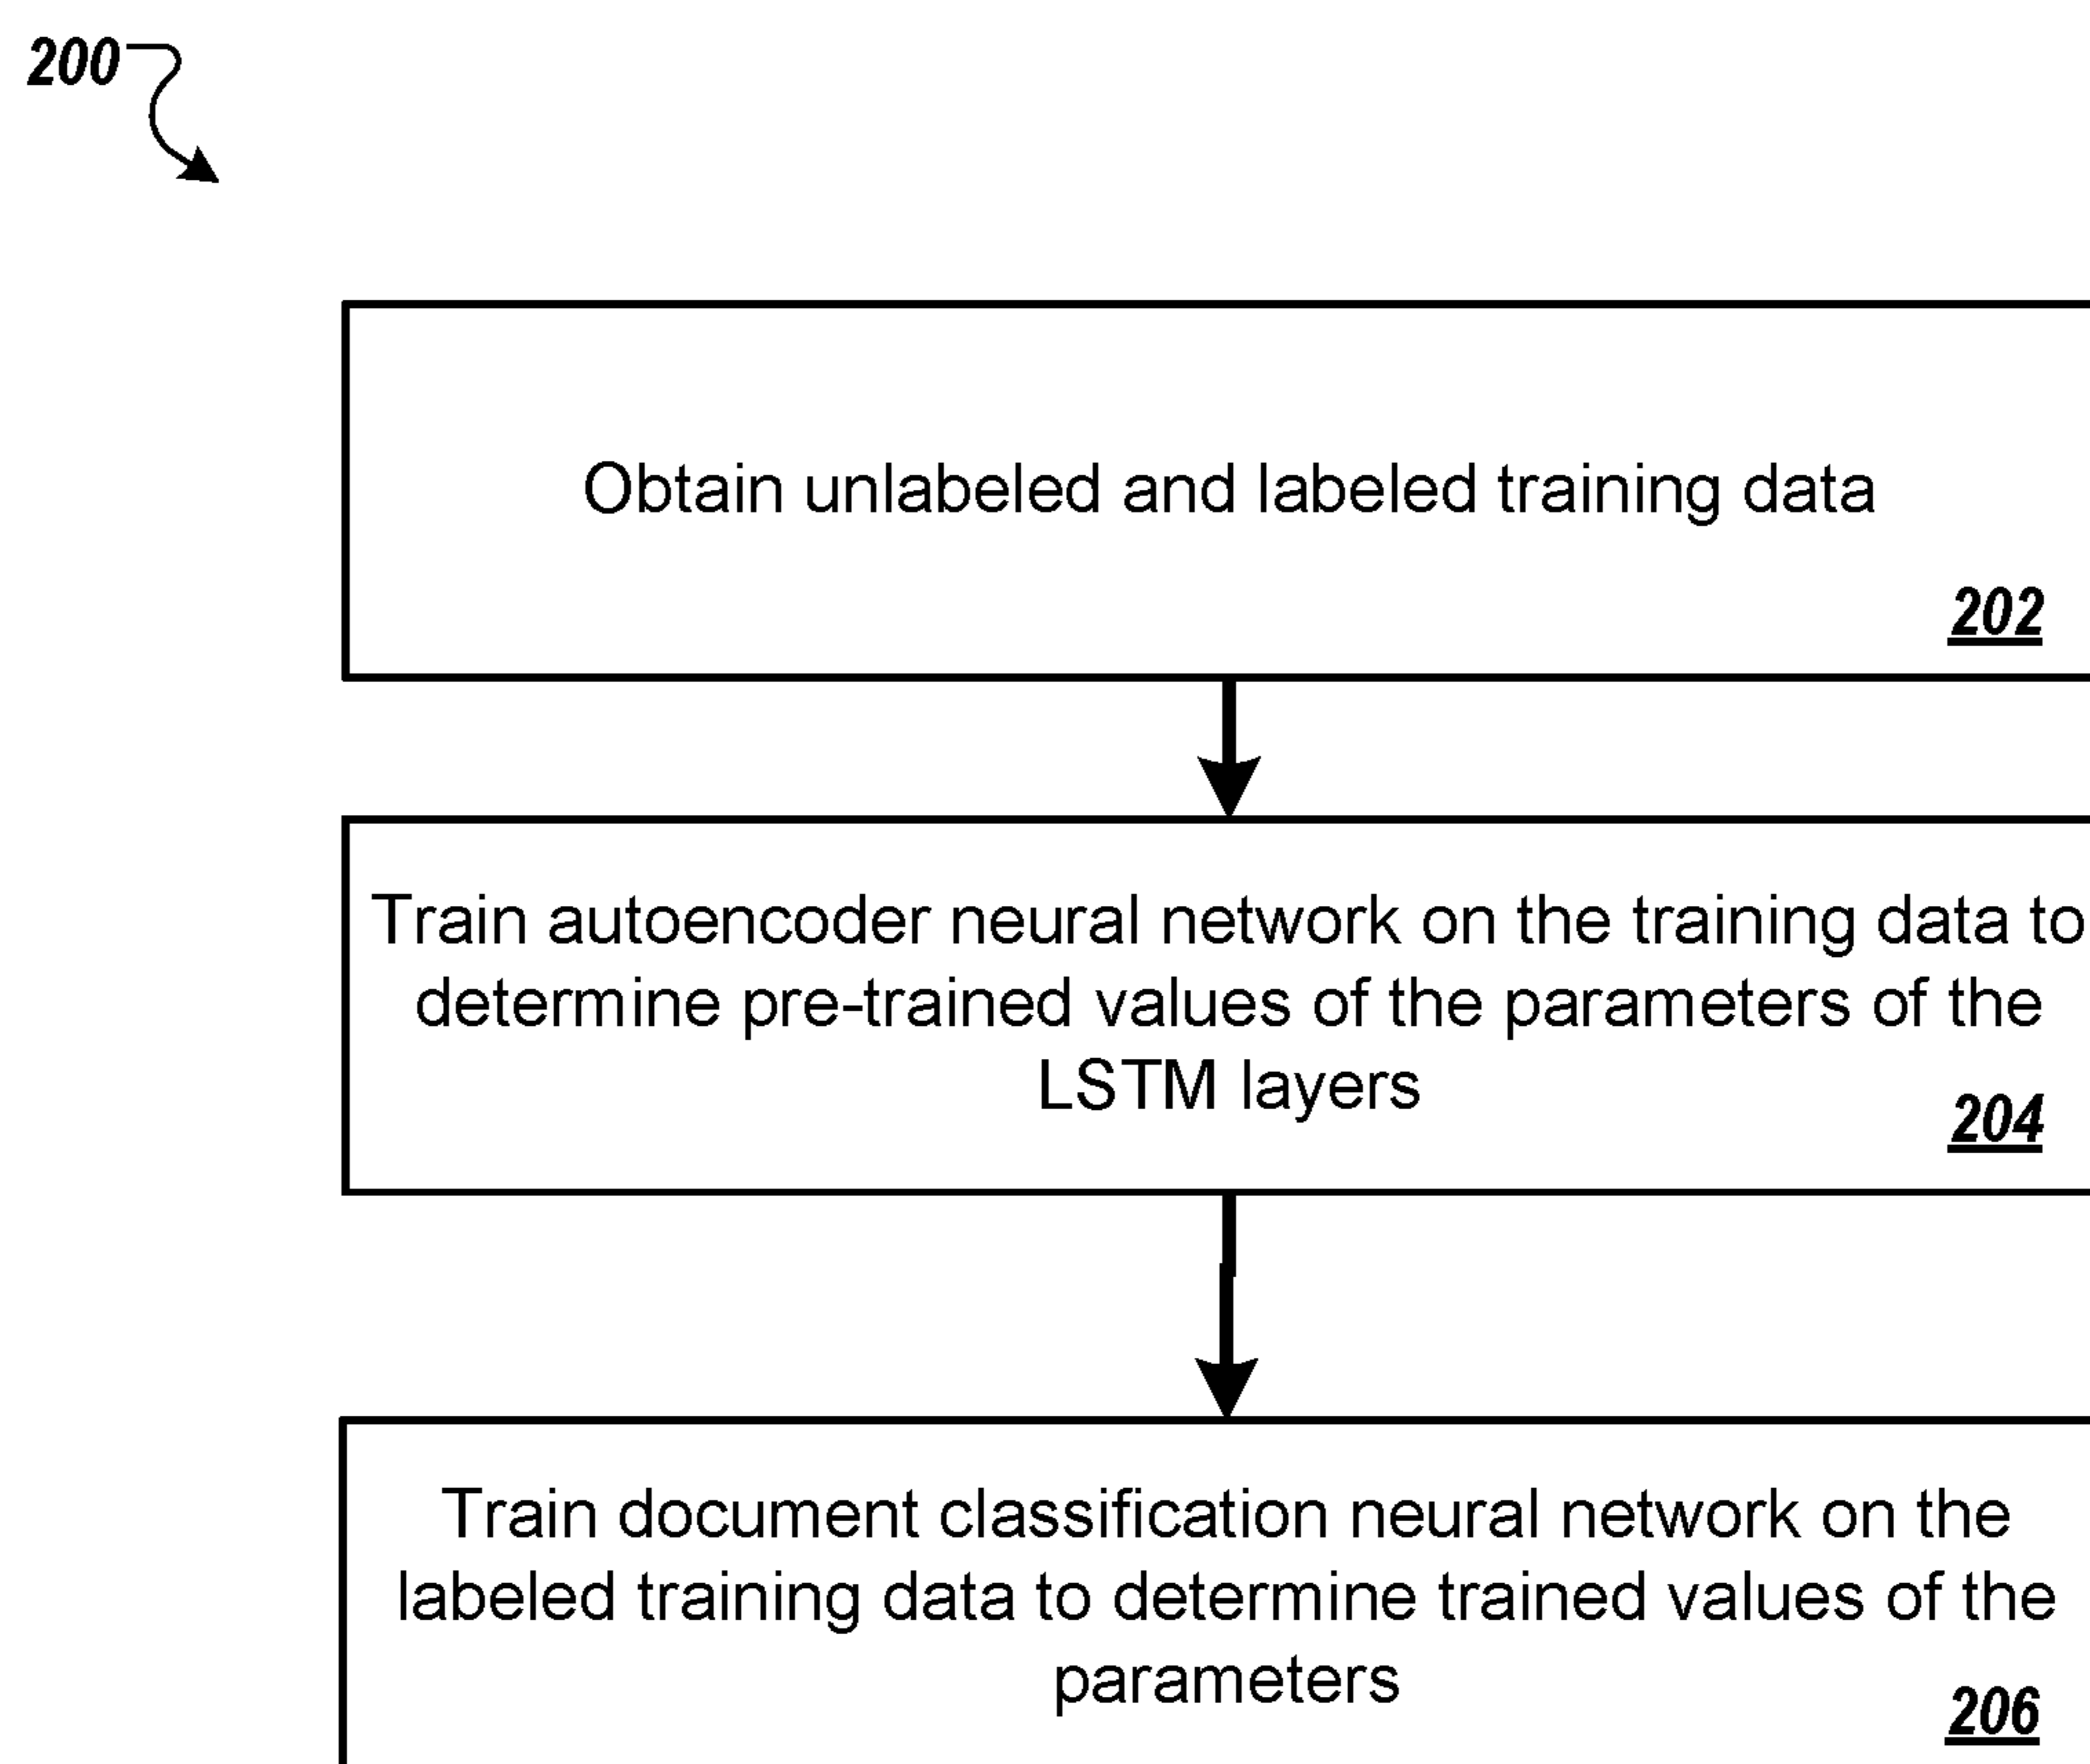 200
Obtain unlabeled and labeled training data
202
Train autoencoder neural network on the training data to
determine pre-trained values of the parameters of the
LSTM layers
204
Train document classification neural network on the
labeled training data to determine trained values of the
parameters
206